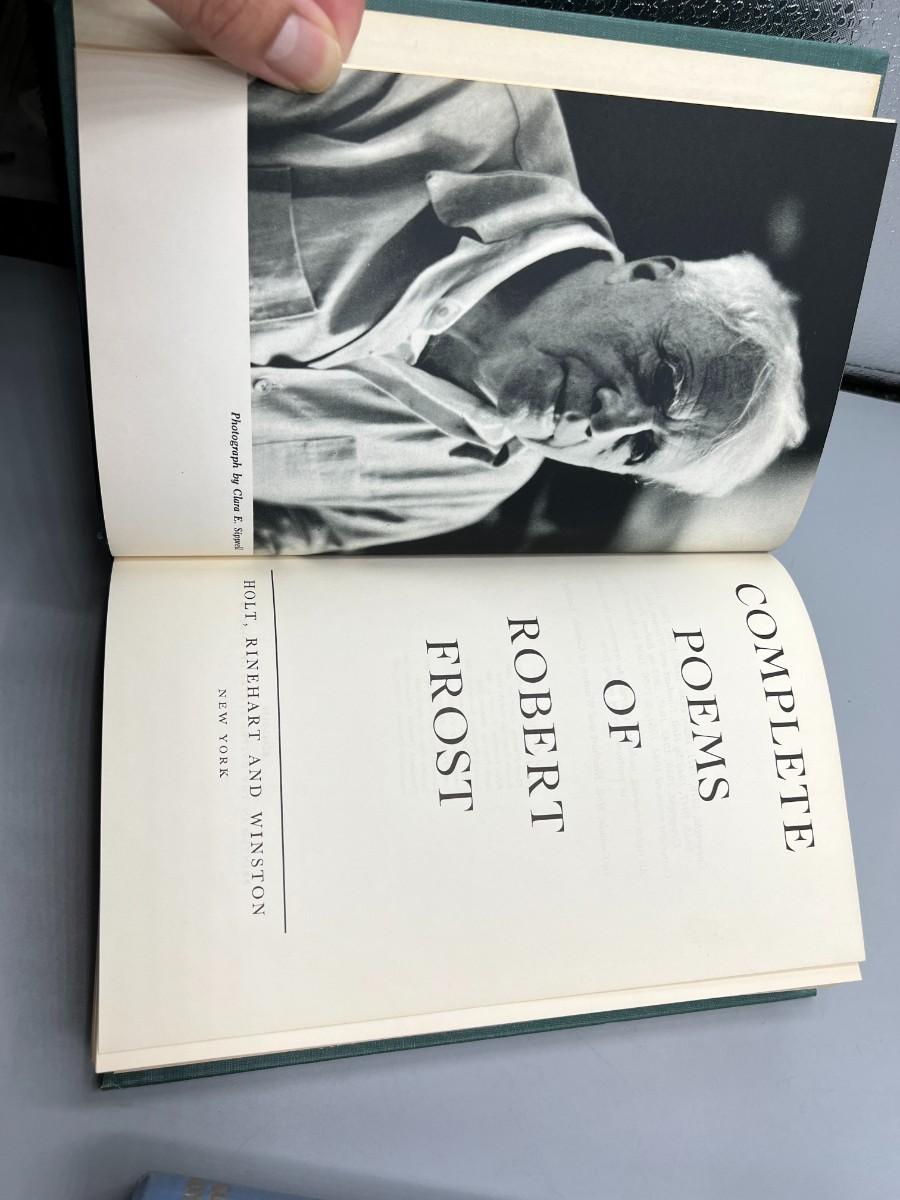 Photograph by Clara E. Sipprell
COMPLETE
POEMS
OF
ROBERT
FROST
HOLT, RINEHART AND WINSTON
NEW YORK